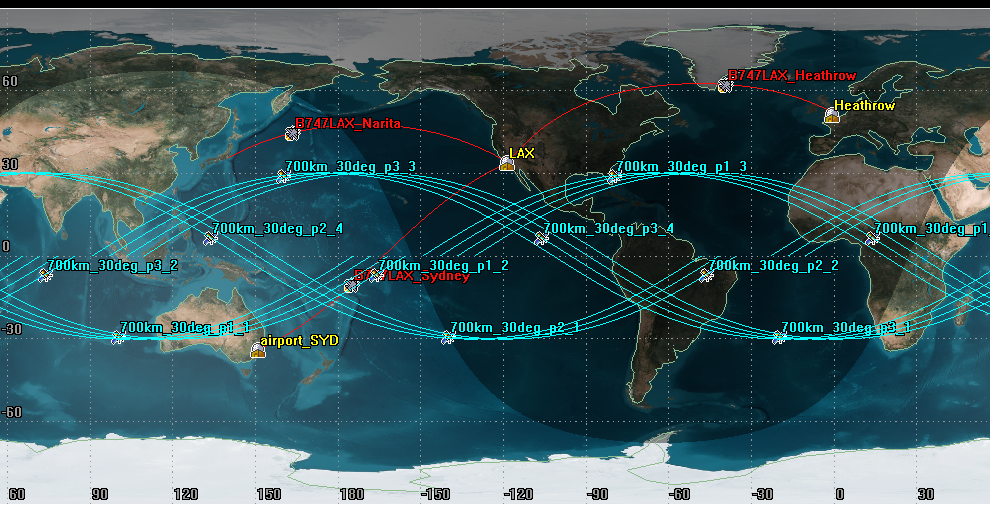 60
B747LAX_Heathrow
Heathrow
B747LAX_Narita
LAX
30
700km_30deg_p3_3
700km_30deg_p1_3
700km_30deg_p2_4
700km_30deg_p3_4
700km_30deg_p1_
0
700km_30deg_p3_2
700km_30deg_p1_2
700km_30deg_p2_2
B747LAX_Sydney
-30
700km_30deg_p1_1
700km_30deg_p2_1
700km_30deg_p3_1
airport_SYD
-60
60 90 120 150 180 -150 -120 -90 -60 -30 0 30